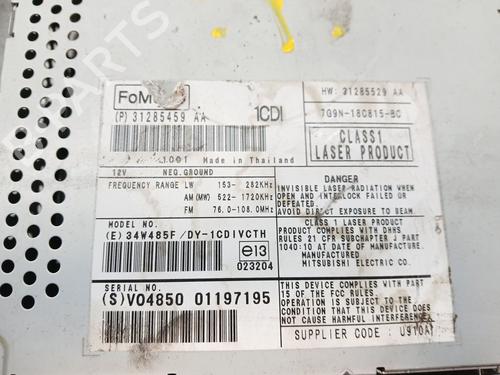 FoMoCo
(P) 31285459 AA
1CDI
HW: 31285529 AA
7G9N-18C815-BC
CLASS1
LASER PRODUCT
Made in Thailand
12V NEG.GROUND
FREQUENCY RANGE LW 153- 282KHz
AM(MW) 522- 1720KHz
FM 76.0-108.0MHz
MODEL NO.
(E) 34W485F/DY-1CDIVCTH
e13
023204
SERIAL NO.
(S)V04850 01197195
DANGER
INVISIBLE LASER RADIATION WHEN
OPEN AND INTERLOCK FAILED OR
DEFEATED.
AVOID DIRECT EXPOSURE TO BEAM.
CLASS 1 LASER PRODUCT
THIS PRODUCT COMPLIES WITH DHHS
RULES 21 CFR SUBCHAPTER J PART
1040:10 AT DATE OF MANUFACTURE.
MANUFACTURED
MITSUBISHI ELECTRIC CO.
THIS DEVICE COMPLIES WITH PART
15 OF THE FCC RULES.
OPERATION IS SUBJECT TO THE
CONDITION THAT THIS DEVICE DOES
NOT CAUSE HARMFUL INTERFERENCE
SUPPLIER CODE : U910A